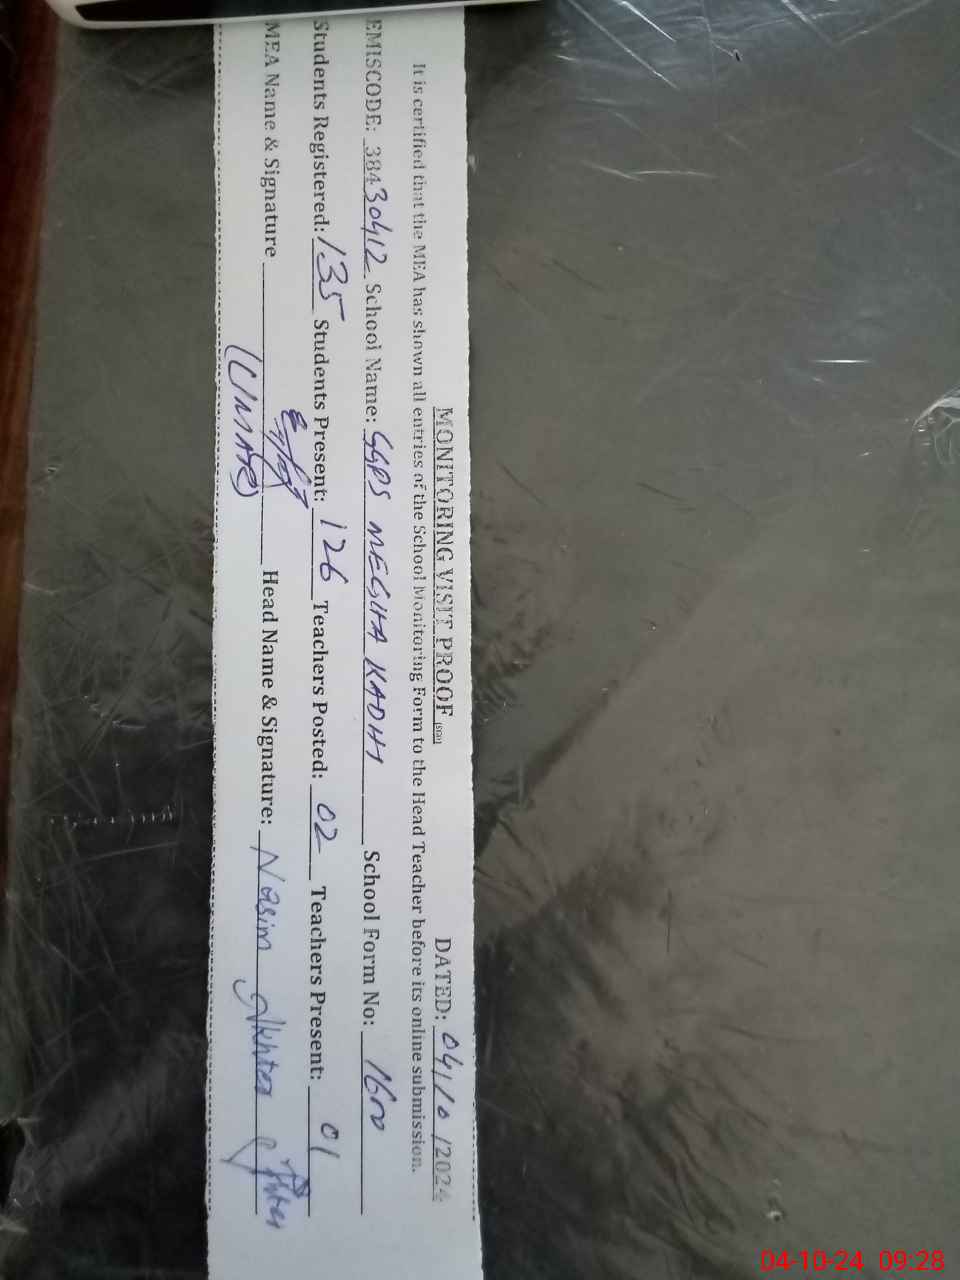 MONITORING VISIT PROOF DATED: 04/10/2024
It is certified that the MEA has shown all entries of the School Monitoring Form to the Head Teacher before its online submission.
EMISCODE: 38430412 School Name: GGPS MEGHA KADHI School Form No: 1600
Students Registered: 135 Students Present: 126 Teachers Posted: 02 Teachers Present: 01
MEA Name & Signature (UMAR) Head Name & Signature: Nasim Akhtar
04-10-24 09:28